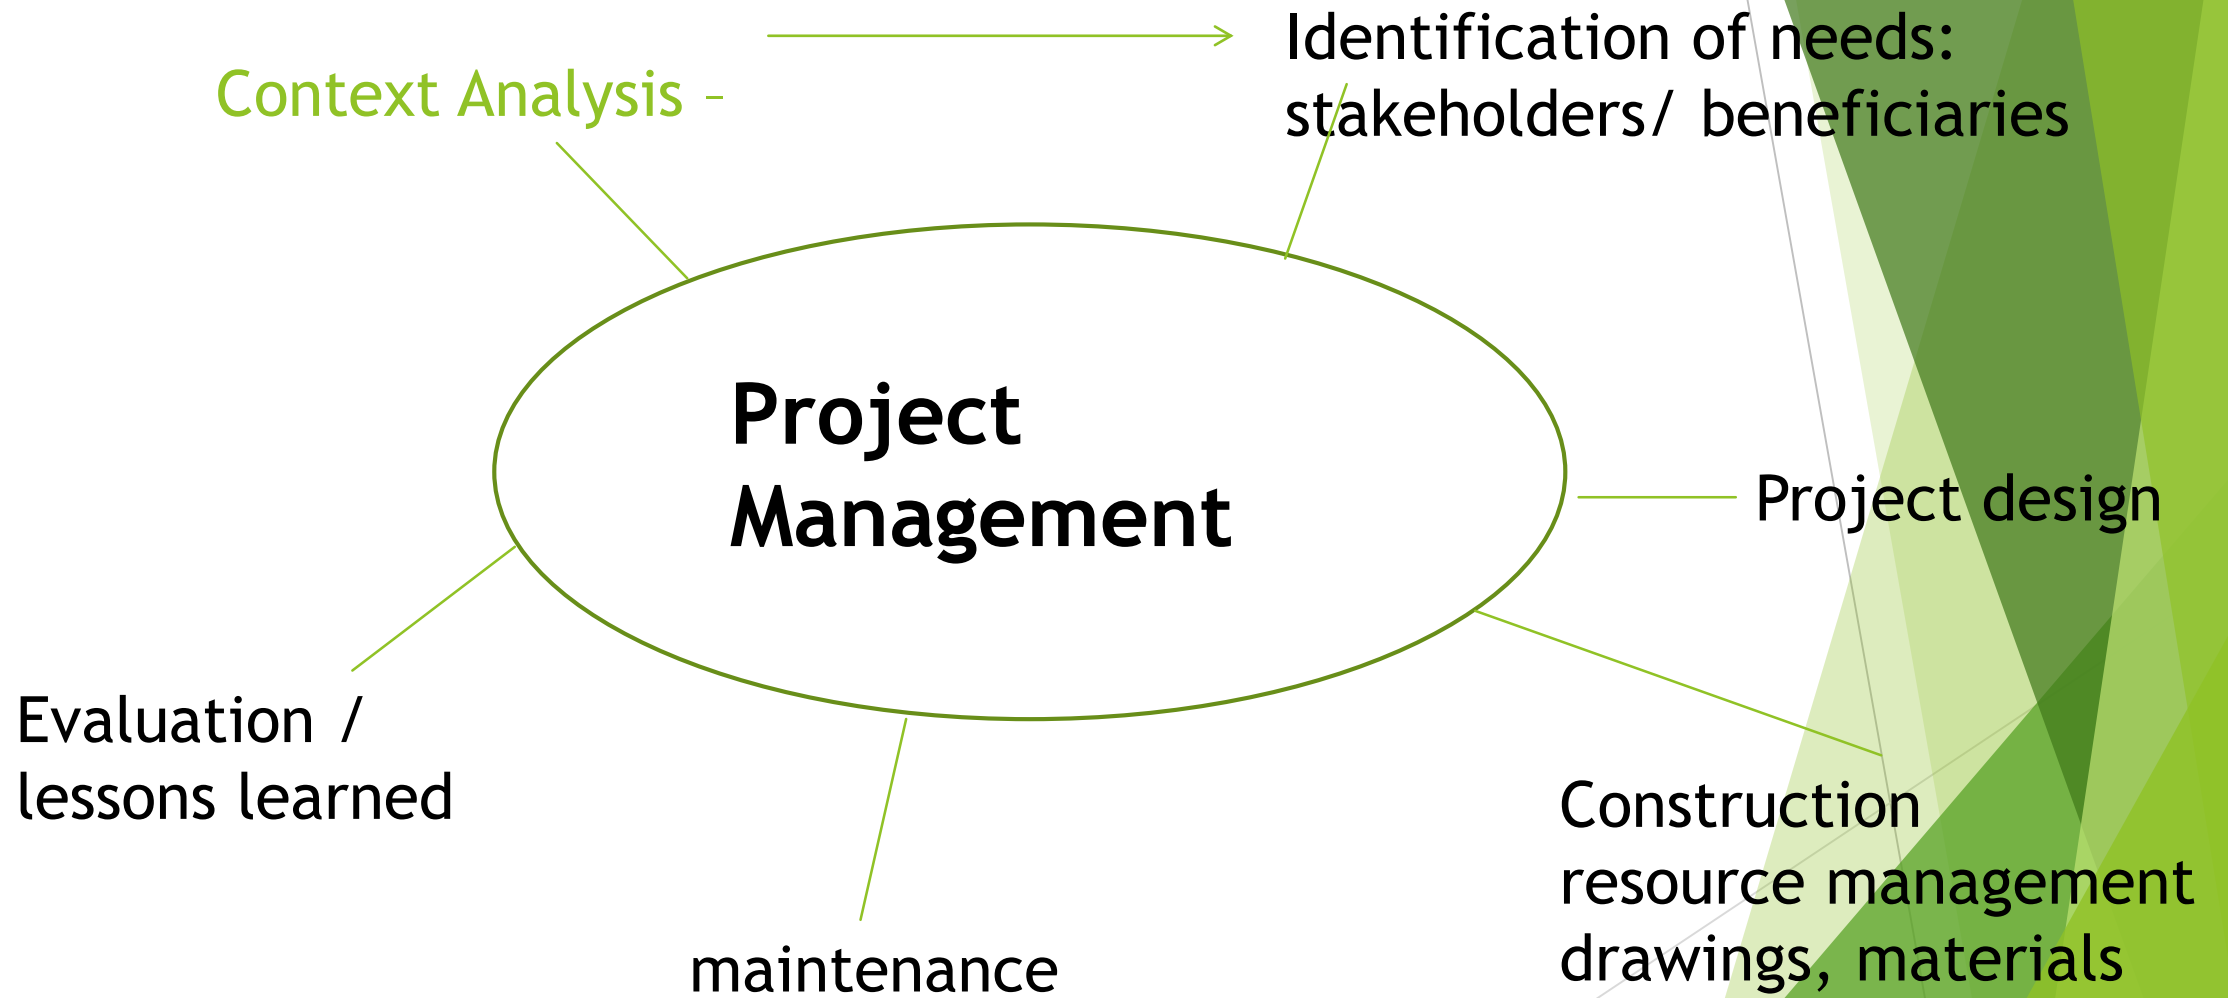 Context Analysis –
Identification of needs:
stakeholders/ beneficiaries
Project
Management
Project design
Evaluation /
lessons learned
Construction
resource management
drawings, materials
maintenance